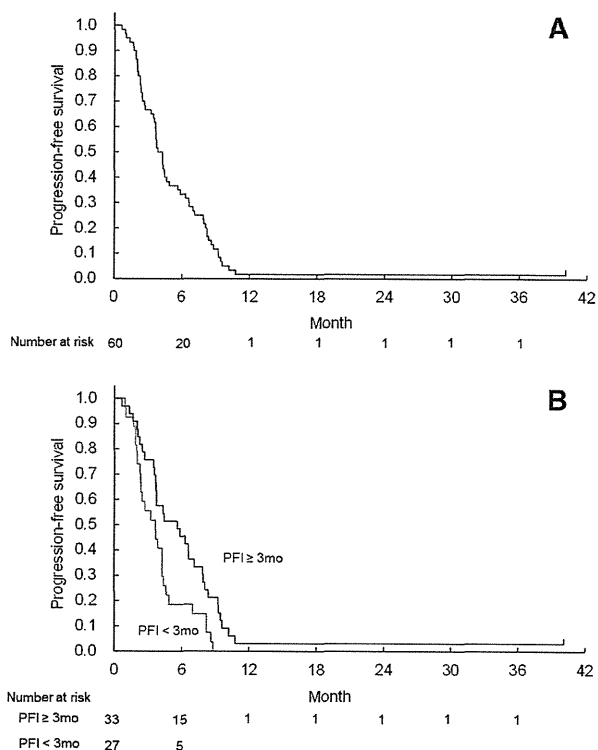 A
1.0
0.9
0.8
0.7
0.6
0.5
0.4
0.3
0.2
0.1
0.0
Progression-free survival
0 6 12 18 24 30 36 42
Month
Number at risk 60 20 1 1 1 1 1
B
1.0
0.9
0.8
0.7
0.6
0.5
0.4
0.3
0.2
0.1
0.0
Progression-free survival
PFI ≥ 3mo
PFI < 3mo
0 6 12 18 24 30 36 42
Month
Number at risk
PFI ≥ 3mo 33 15 1 1 1 1 1
PFI < 3mo 27 5